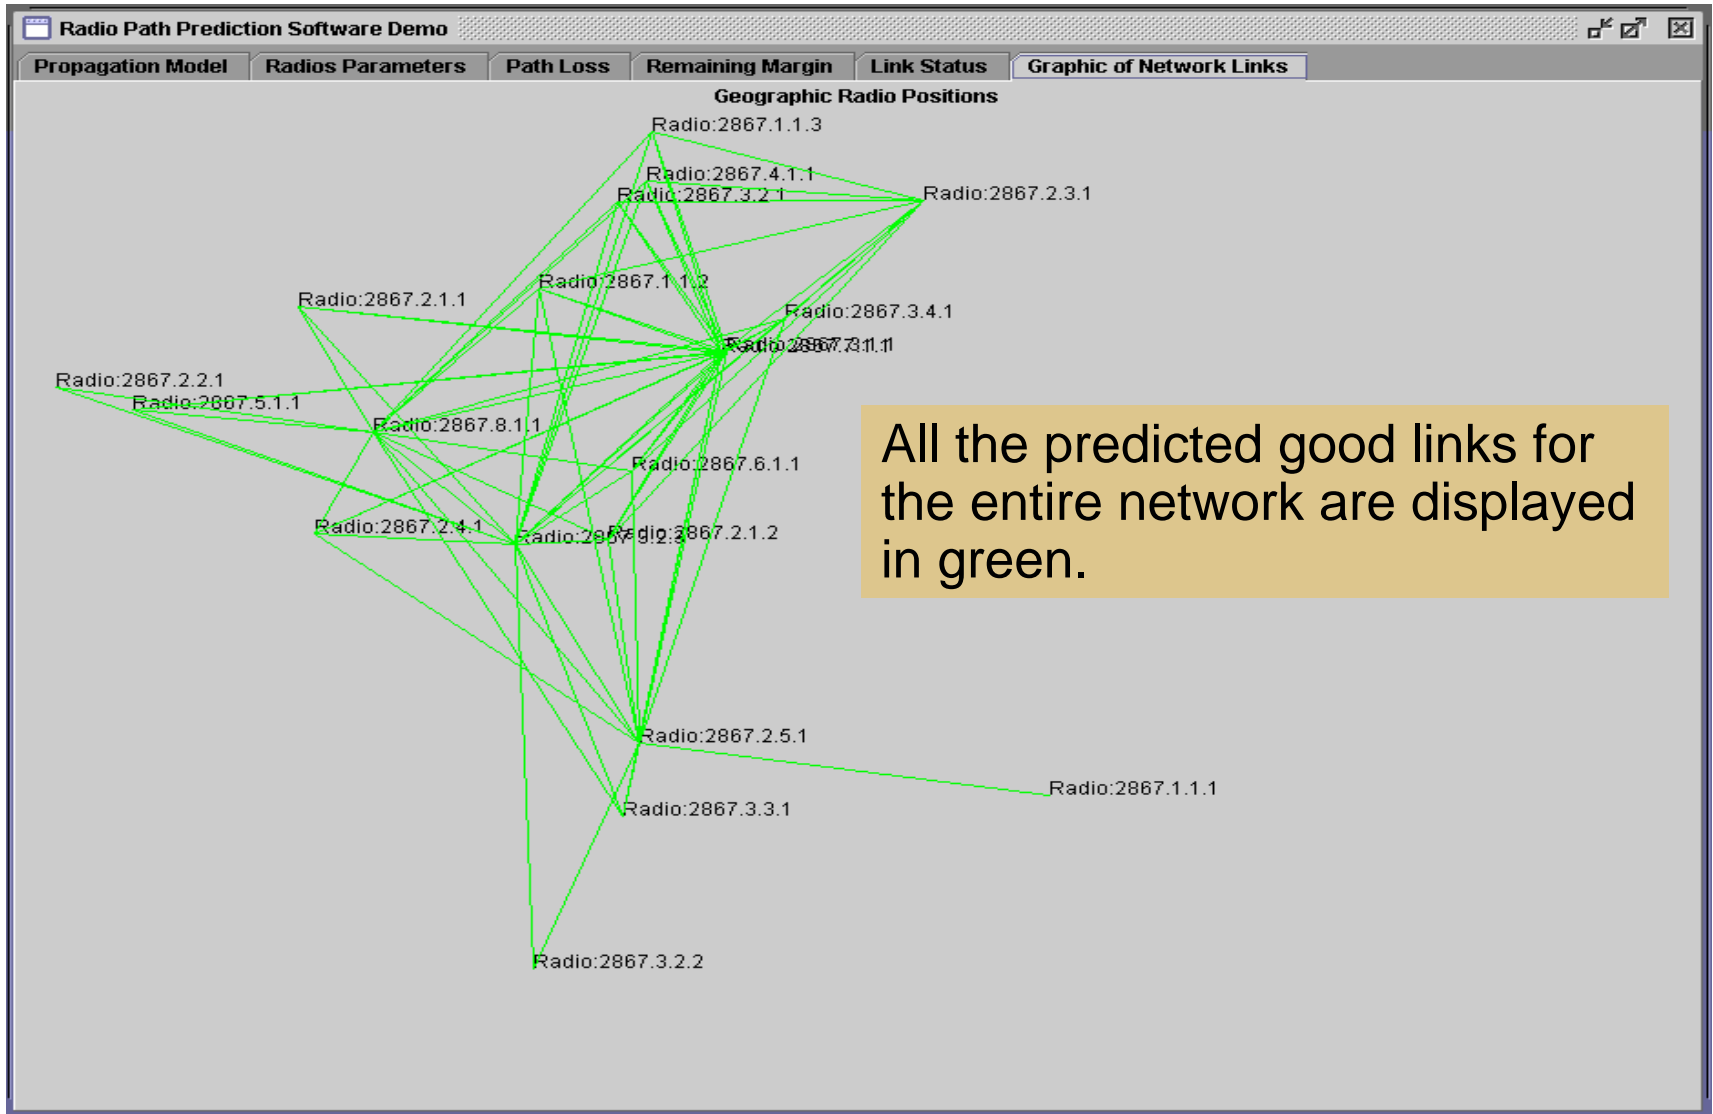 Radio Path Prediction Software Demo
Propagation Model Radios Parameters Path Loss Remaining Margin Link Status Graphic of Network Links
Geographic Radio Positions
Radio:2867.1.1.3
Radio:2867.4.1.1
Radio:2867.3.2.1
Radio:2867.2.3.1
Radio:2867.1.1.2
Radio:2867.2.1.1
Radio:2867.3.4.1
Radio:2867.2.2.1
Radio:2867.5.1.1
Radio:2867.8.1.1
All the predicted good links for
the entire network are displayed
in green.
Radio:2867.6.1.1
Radio:2867.2.4.1
Radio:2867.2.1.2
Radio:2867.2.5.1
Radio:2867.1.1.1
Radio:2867.3.3.1
Radio:2867.3.2.2